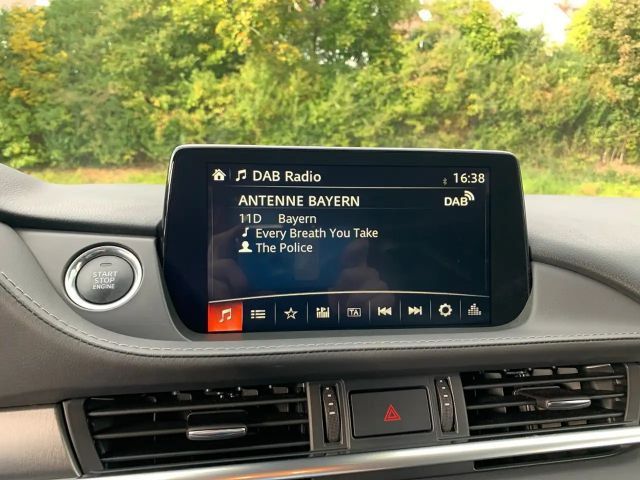 DAB Radio 16:38
ANTENNE BAYERN DAB
11D Bayern
Every Breath You Take
The Police
TA
START
STOP
ENGINE